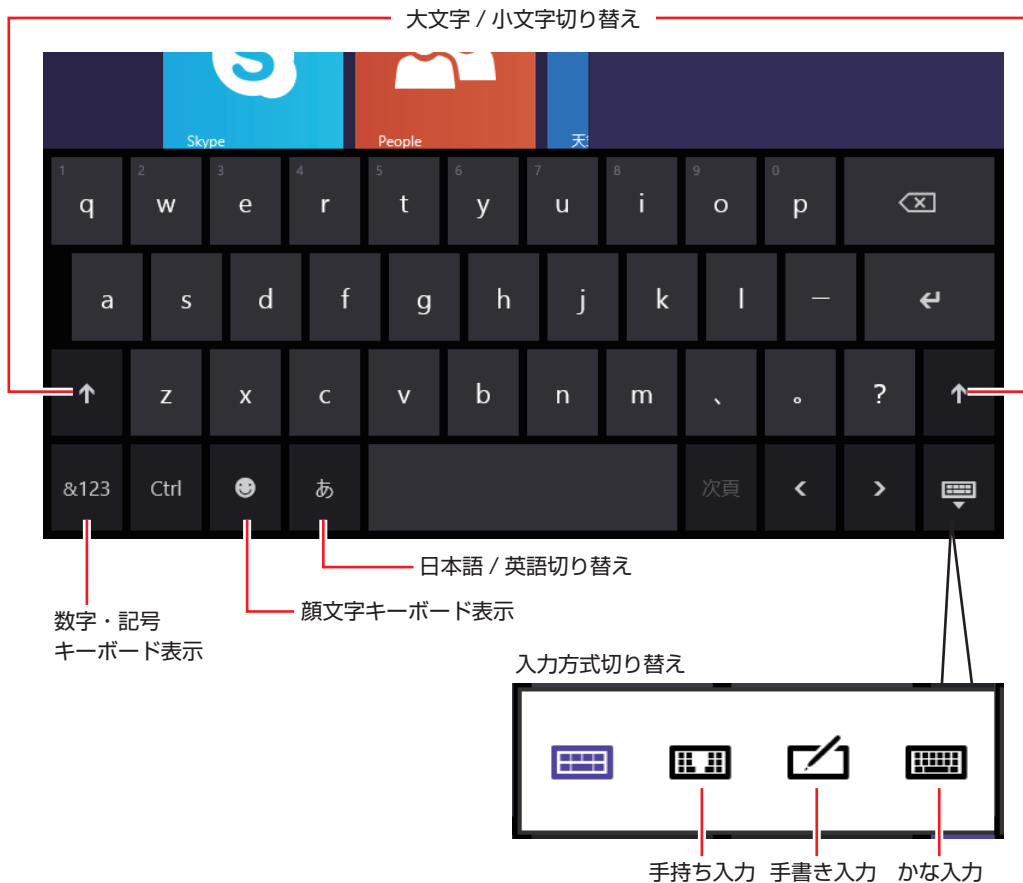 大文字 / 小文字切り替え
Skype
People
天
1 2 3 4 5 6 7 8 9 0
q w e r t y u i o p
a s d f g h j k l ー
z x c v b n m 、 。 ?
&123 Ctrl あ 次頁 < >
日本語 / 英語切り替え
顔文字キーボード表示
数字・記号
キーボード表示
入力方式切り替え
手持ち入力 手書き入力 かな入力